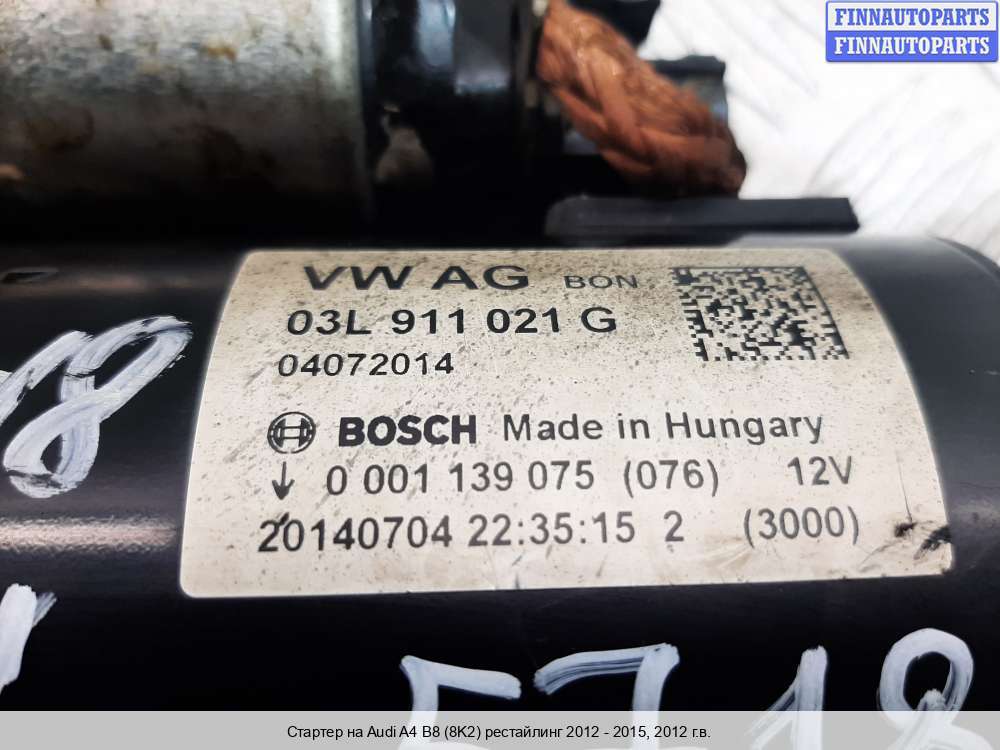 FINNAUTOPARTS
FINNAUTOPARTS
VW AG BON
03L 911 021 G
04072014
BOSCH Made in Hungary
0 001 139 075 (076) 12V
20140704 22:35:15 2 (3000)
5718
Стартер на Audi A4 B8 (8K2) рестайлинг 2012 - 2015, 2012 г.в.